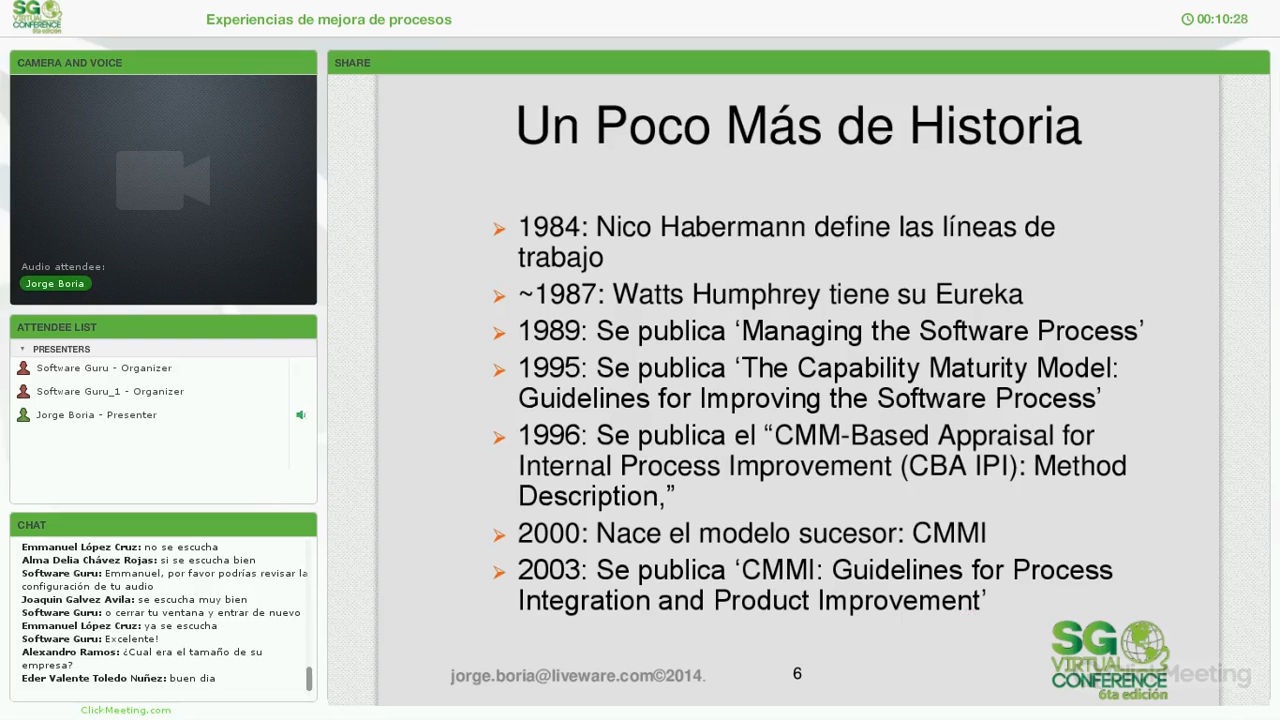 SG
VIRTUAL
CONFERENCE
6ta edición
Experiencias de mejora de procesos
00:10:28
CAMERA AND VOICE
Audio attendee:
Jorge Boria
ATTENDEE LIST
PRESENTERS
Software Guru - Organizer
Software Guru_1 - Organizer
Jorge Boria - Presenter
CHAT
Emmanuel López Cruz: no se escucha
Alma Delia Chávez Rojas: si se escucha bien
Software Guru: Emmanuel, por favor podrías revisar la
configuración de tu audio
Joaquin Galvez Avila: se escucha muy bien
Software Guru: o cerrar tu ventana y entrar de nuevo
Emmanuel López Cruz: ya se escucha
Software Guru: Excelente!
Alexandro Ramos: ¿Cual era el tamaño de su
empresa?
Eder Valente Toledo Nuñez: buen dia
ClickMeeting.com
SHARE
Un Poco Más de Historia
1984: Nico Habermann define las líneas de
trabajo
~1987: Watts Humphrey tiene su Eureka
1989: Se publica ‘Managing the Software Process’
1995: Se publica ‘The Capability Maturity Model:
Guidelines for Improving the Software Process’
1996: Se publica el “CMM-Based Appraisal for
Internal Process Improvement (CBA IPI): Method
Description,”
2000: Nace el modelo sucesor: CMMI
2003: Se publica ‘CMMI: Guidelines for Process
Integration and Product Improvement’
jorge.boria@liveware.com©2014.
6
SG
VIRTUAL
CONFERENCE
6ta edición
ClickMeeting